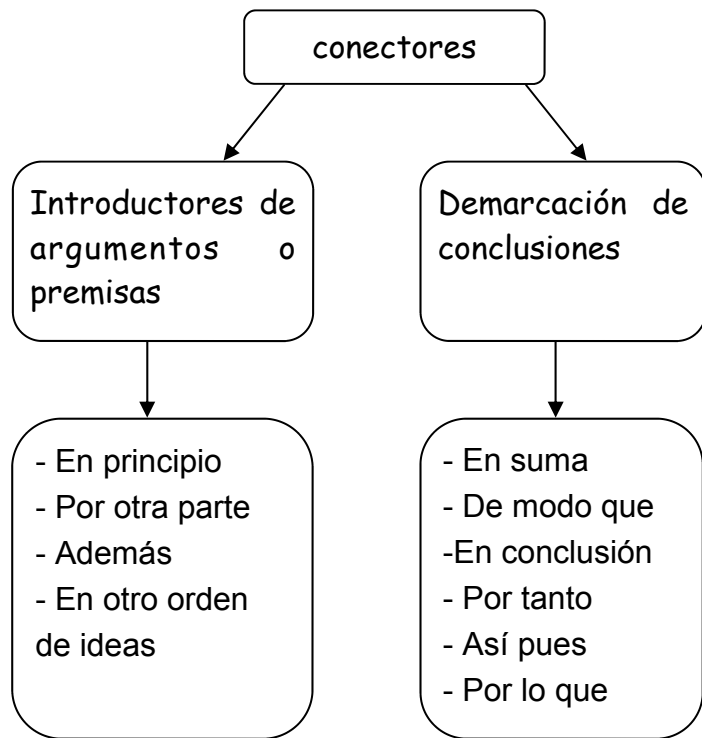 conectores
Introductores de
argumentos o
premisas
Demarcación de
conclusiones
- En principio
- Por otra parte
- Además
- En otro orden
de ideas
- En suma
- De modo que
-En conclusión
- Por tanto
- Así pues
- Por lo que